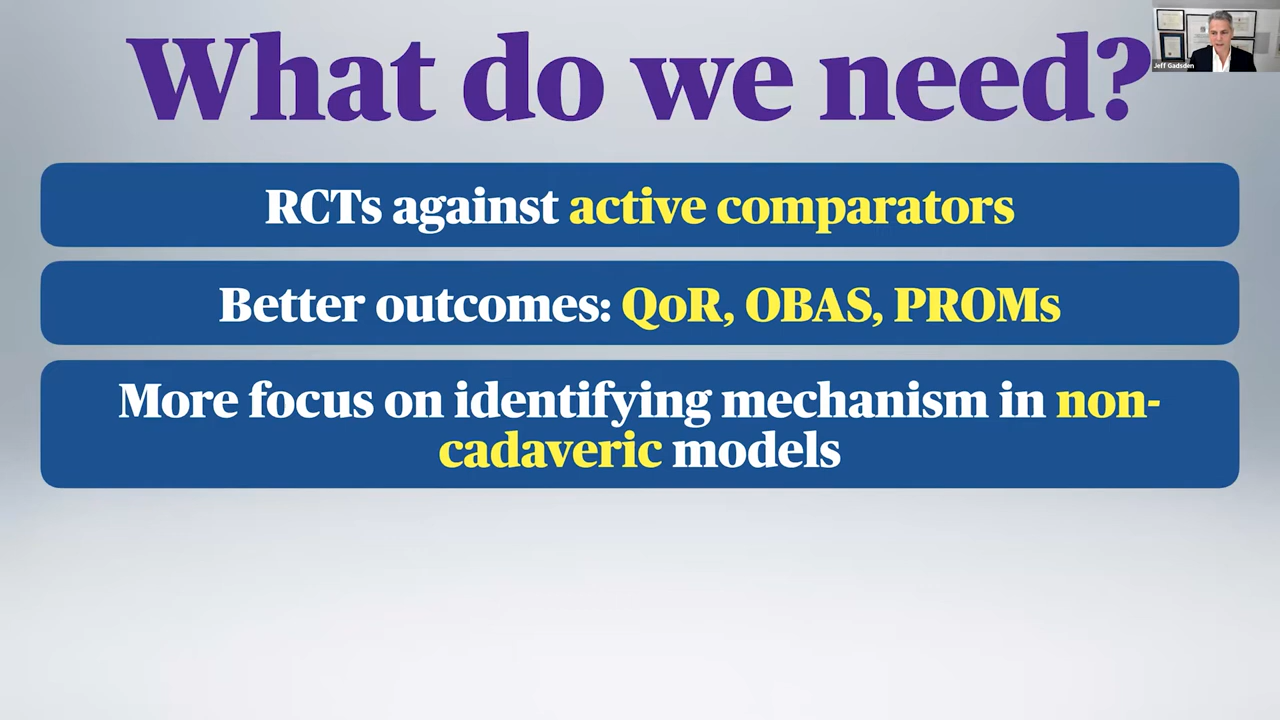 What do we need?
Jeff Gadsden
RCTs against active comparators
Better outcomes: QoR, OBAS, PROMs
More focus on identifying mechanism in non-
cadaveric models